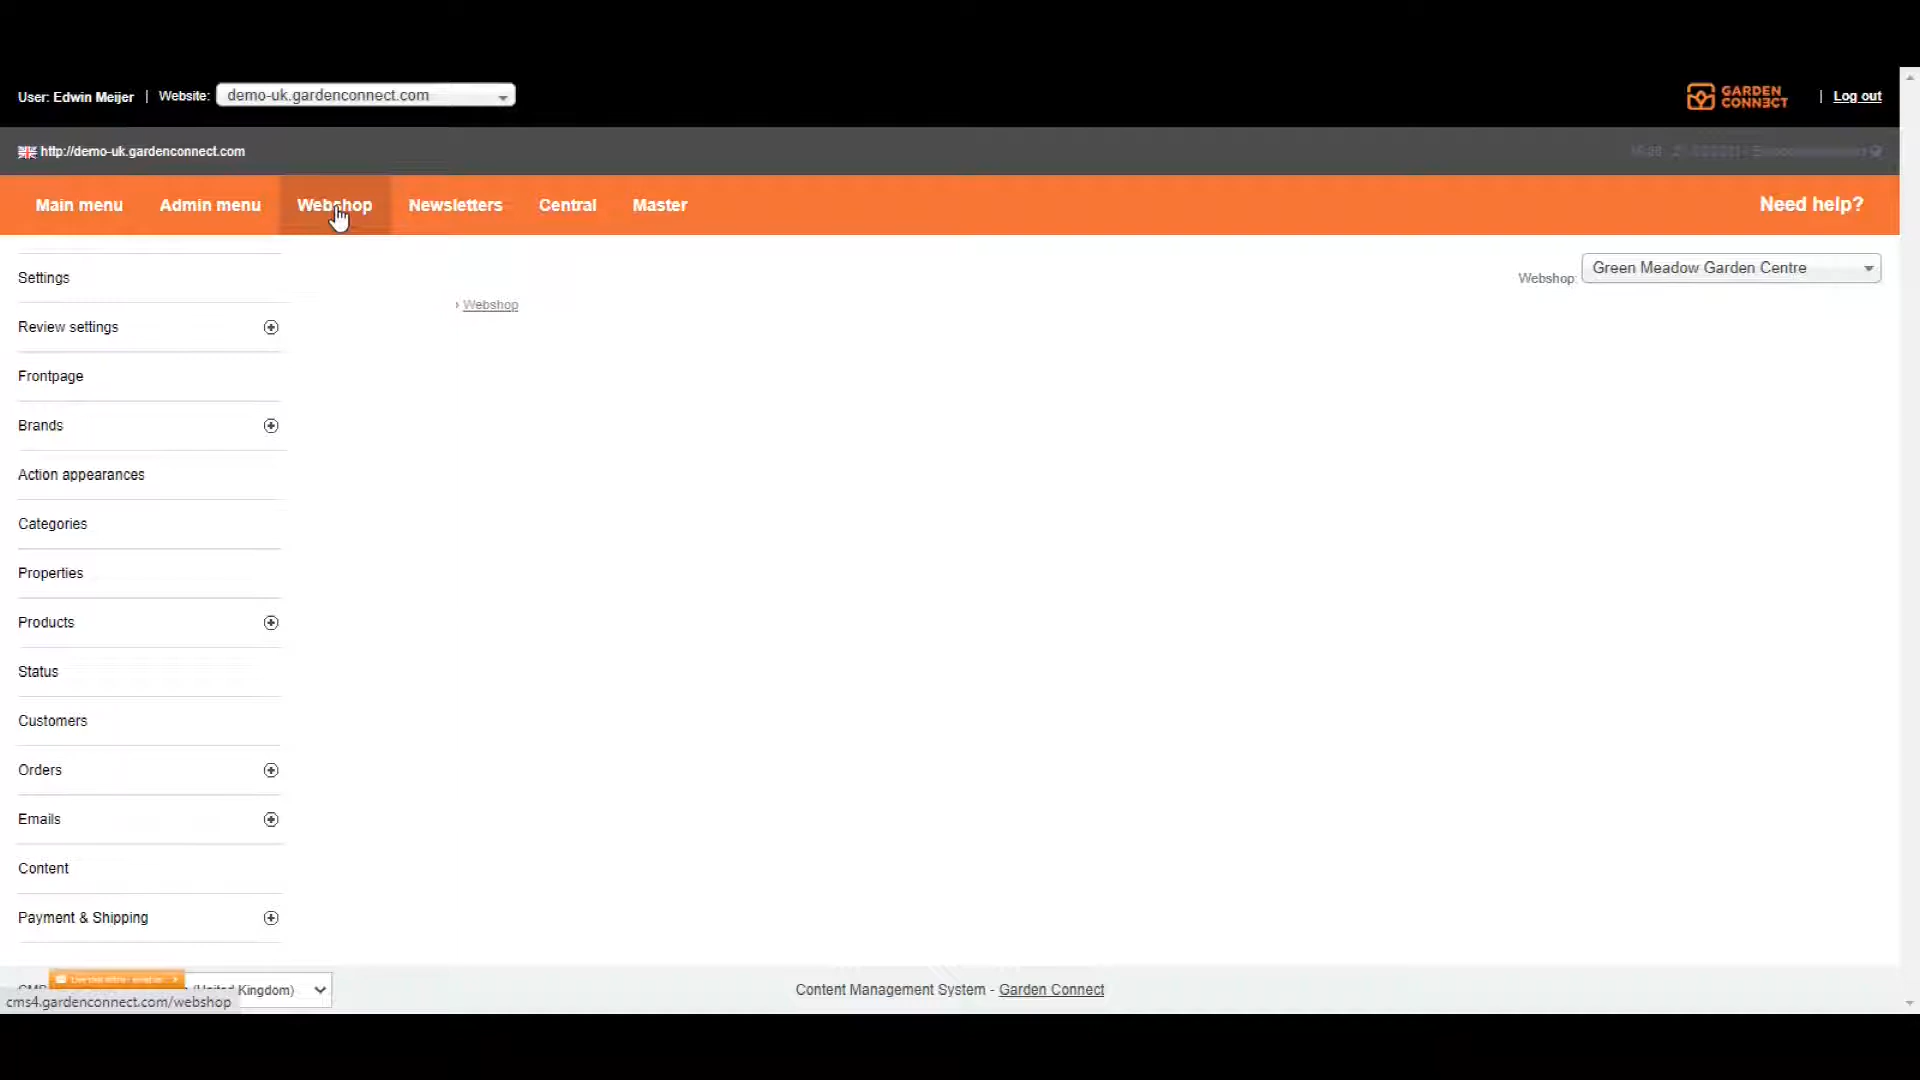 User: Edwin Meijer | Website: demo-uk.gardenconnect.com
GARDEN CONNECT | Log out
http://demo-uk.gardenconnect.com
Main menu Admin menu Webshop Newsletters Central Master Need help?
Settings
Webshop: Green Meadow Garden Centre
› Webshop
Review settings
Frontpage
Brands
Action appearances
Categories
Properties
Products
Status
Customers
Orders
Emails
Content
Payment & Shipping
(United Kingdom)
Content Management System - Garden Connect
cms4.gardenconnect.com/webshop